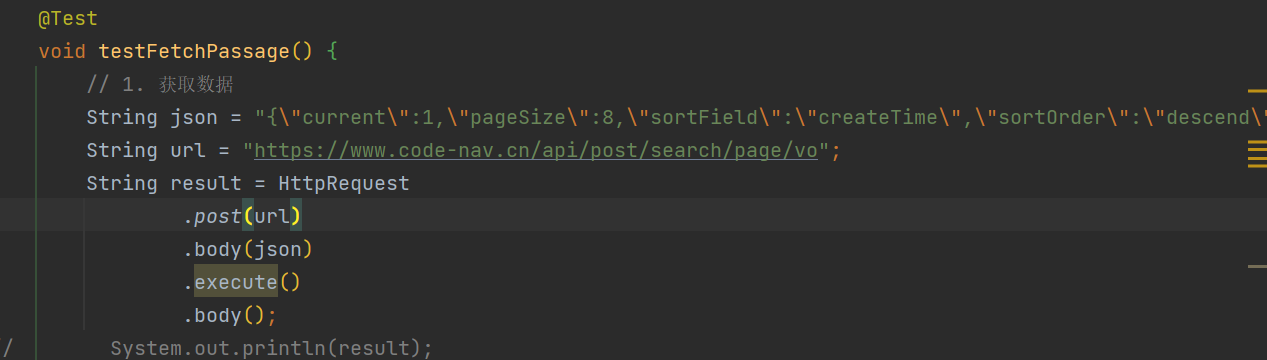 @Test
void testFetchPassage() {
// 1. 获取数据
String json = "{\"current\":1,\"pageSize\":8,\"sortField\":\"createTime\",\"sortOrder\":\"descend\"
String url = "https://www.code-nav.cn/api/post/search/page/vo";
String result = HttpRequest
.post(url)
.body(json)
.execute()
.body();
// System.out.println(result);